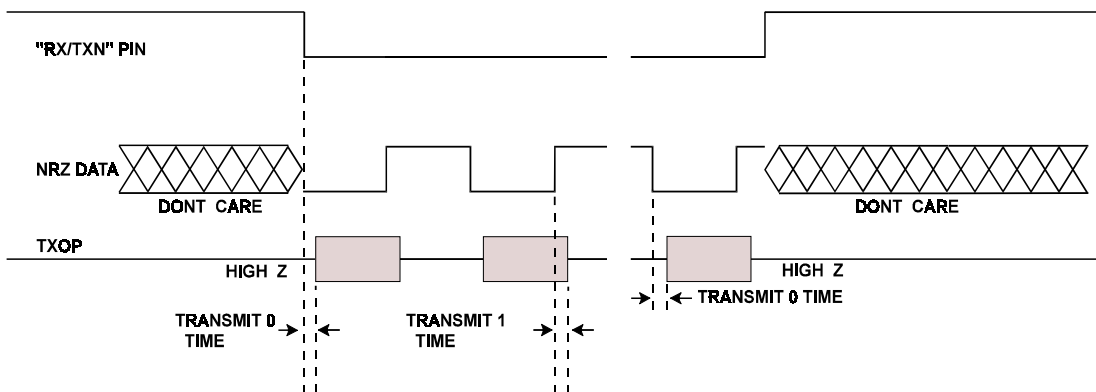 "RX/TXN" PIN
NRZ DATA
DONT CARE
DONT CARE
TXOP
HIGH Z
HIGH Z
TRANSMIT 0 TIME
TRANSMIT 0
TIME
TRANSMIT 1
TIME